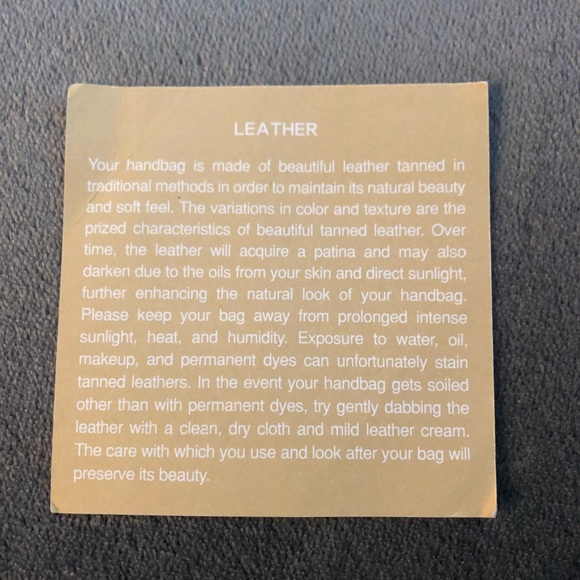 LEATHER
Your handbag is made of beautiful leather tanned in
traditional methods in order to maintain its natural beauty
and soft feel. The variations in color and texture are the
prized characteristics of beautiful tanned leather. Over
time, the leather will acquire a patina and may also
darken due to the oils from your skin and direct sunlight,
further enhancing the natural look of your handbag.
Please keep your bag away from prolonged intense
sunlight, heat, and humidity. Exposure to water, oil,
makeup, and permanent dyes can unfortunately stain
tanned leathers. In the event your handbag gets soiled
other than with permanent dyes, try gently dabbing the
leather with a clean, dry cloth and mild leather cream.
The care with which you use and look after your bag will
preserve its beauty.